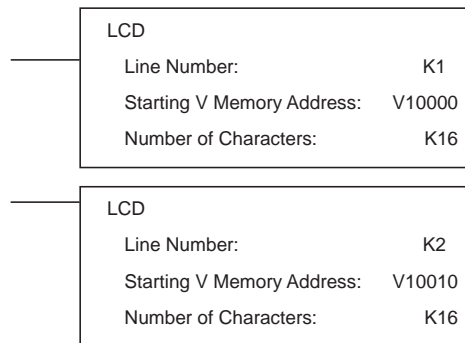 LCD
Line Number: K1
Starting V Memory Address: V10000
Number of Characters: K16
LCD
Line Number: K2
Starting V Memory Address: V10010
Number of Characters: K16